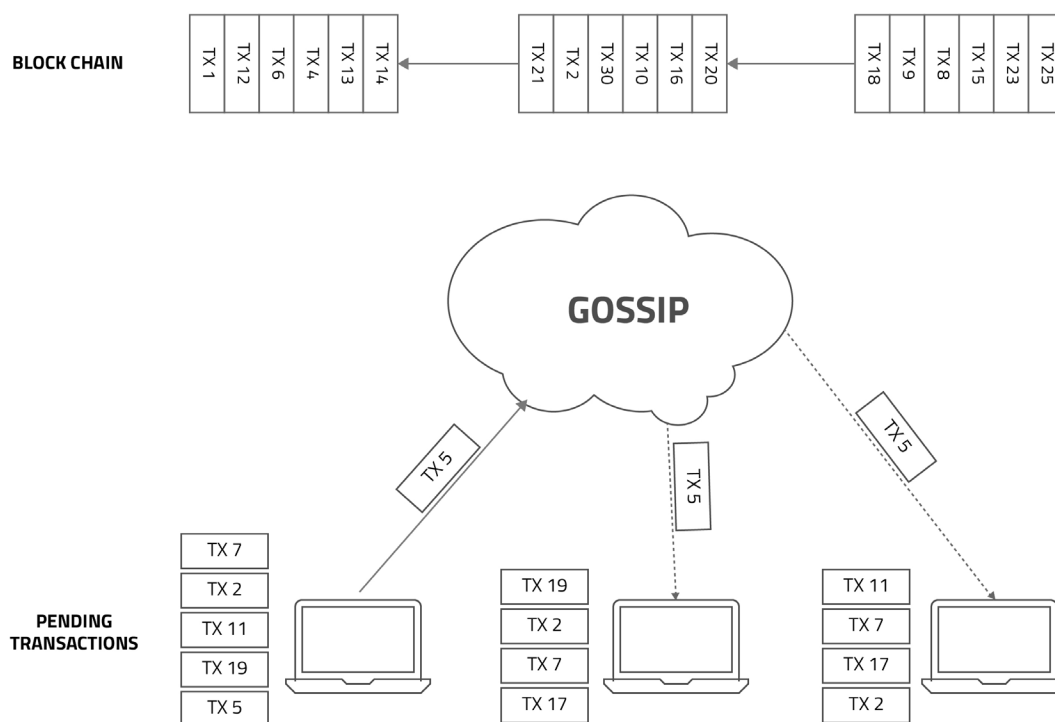 BLOCK CHAIN
TX 1
TX 12
TX 6
TX 4
TX 13
TX 14
TX 21
TX 2
TX 30
TX 10
TX 16
TX 20
TX 18
TX 9
TX 8
TX 15
TX 23
TX 25
GOSSIP
TX 5
TX 5
TX 5
PENDING
TRANSACTIONS
TX 7
TX 2
TX 11
TX 19
TX 5
TX 19
TX 2
TX 7
TX 17
TX 11
TX 7
TX 17
TX 2